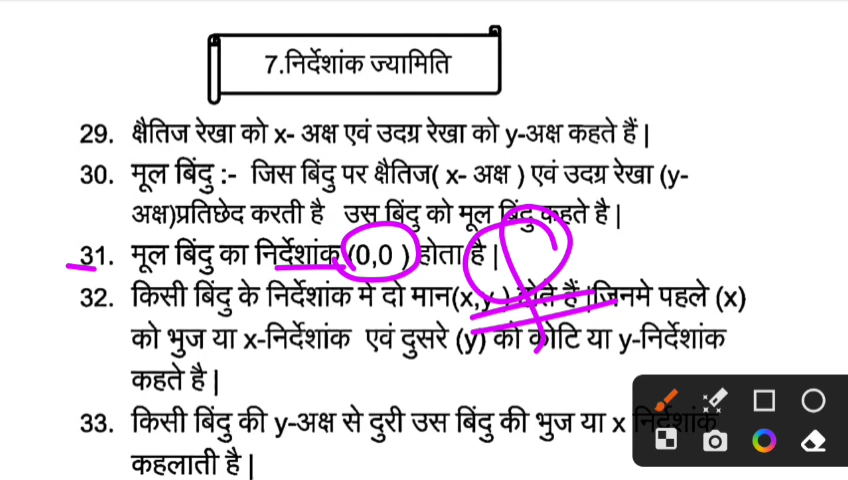 7.निर्देशांक ज्यामिति
29. क्षैतिज रेखा को x- अक्ष एवं उदग्र रेखा को y-अक्ष कहते हैं |
30. मूल बिंदु :- जिस बिंदु पर क्षैतिज( x- अक्ष ) एवं उदग्र रेखा (y-
अक्ष)प्रतिछेद करती है उस बिंदु को मूल बिंदु कहते है |
31. मूल बिंदु का निर्देशांक (0,0 ) होता है |
32. किसी बिंदु के निर्देशांक मे दो मान(x,y ) होते हैं |जिनमे पहले (x)
को भुज या x-निर्देशांक एवं दुसरे (y) को कोटि या y-निर्देशांक
कहते है |
33. किसी बिंदु की y-अक्ष से दुरी उस बिंदु की भुज या x निर्देशांक
कहलाती है |